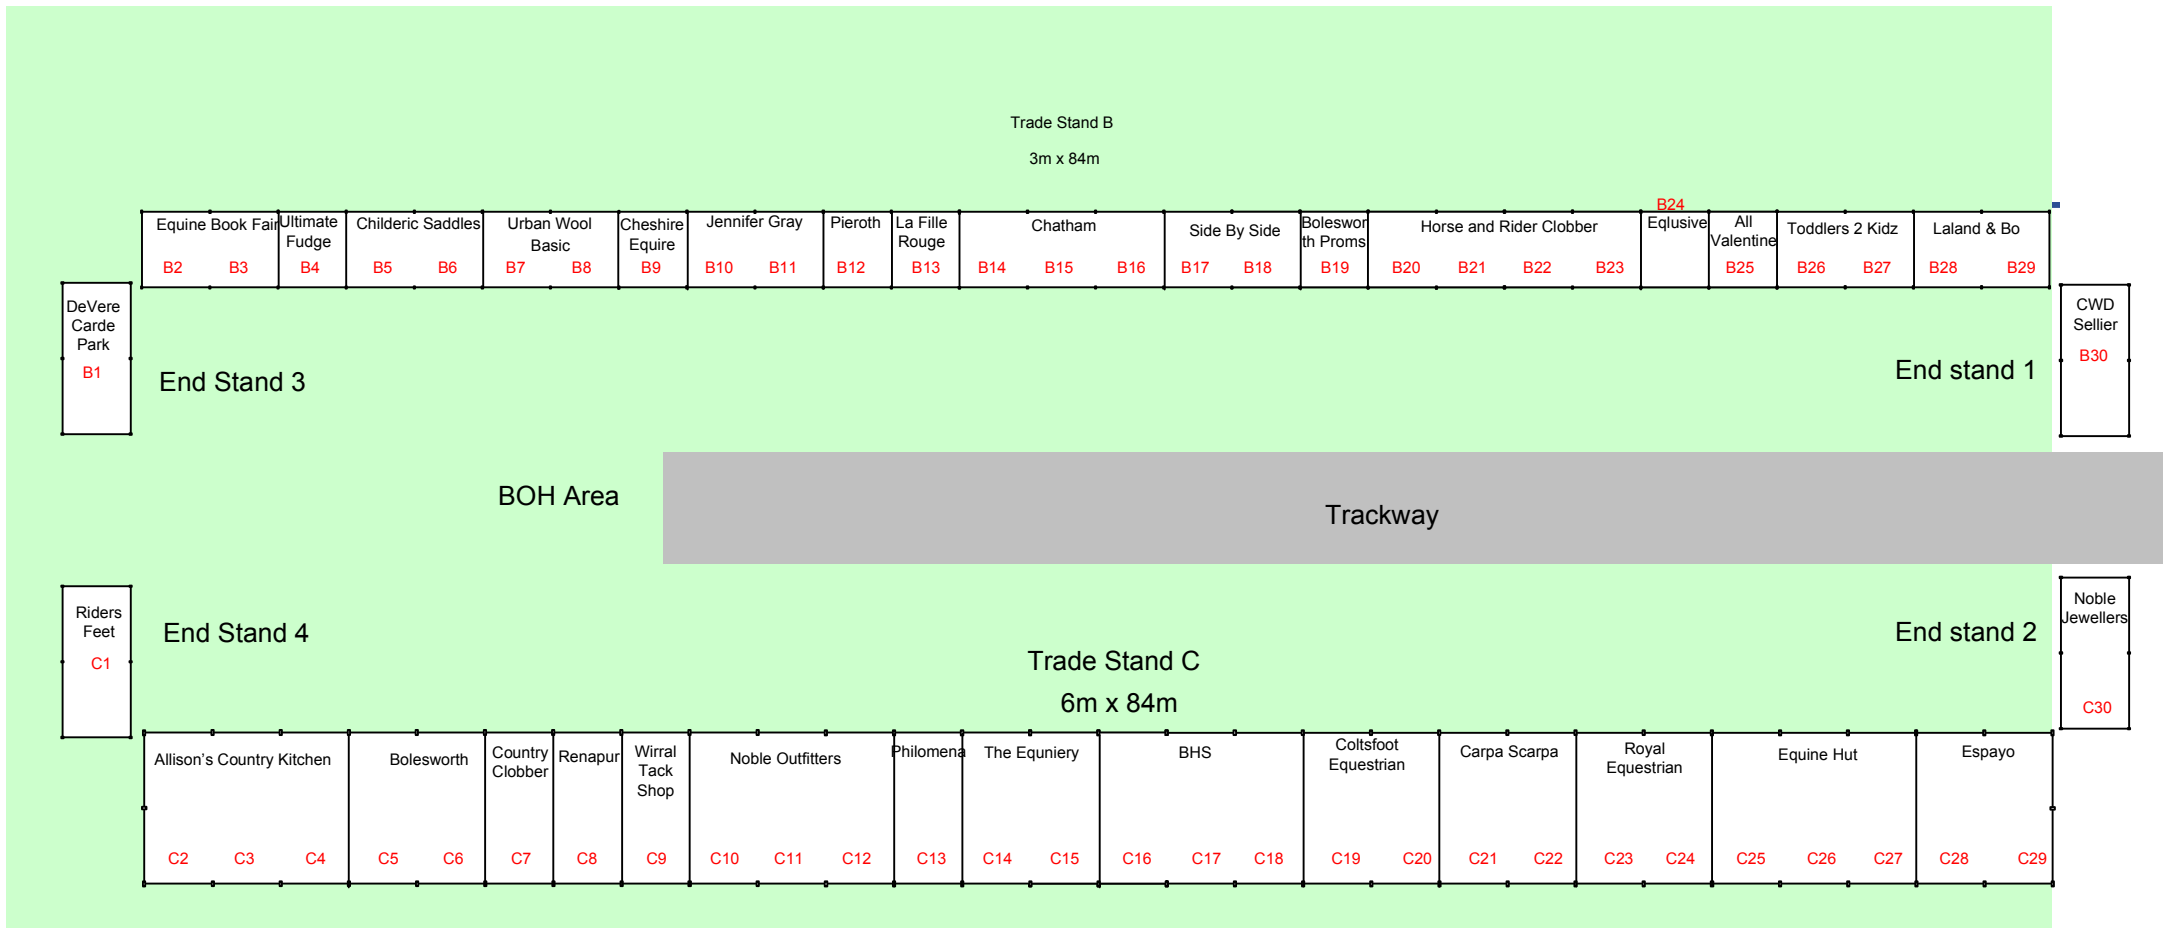 Trade Stand B
3m x 84m
B24
Equine Book Fair
B2 B3
Ultimate
Fudge
B4
Childeric Saddles
B5 B6
Urban Wool
Basic
B7 B8
Cheshire
Equire
B9
Jennifer Gray
B10 B11
Pieroth
B12
La Fille
Rouge
B13
Chatham
B14 B15 B16
Side By Side
B17 B18
Boleswor
th Proms
B19
Horse and Rider Clobber
B20 B21 B22 B23
Eqlusive
All
Valentine
B25
Toddlers 2 Kidz
B26 B27
Laland & Bo
B28 B29
DeVere
Carde
Park
B1
End Stand 3
End stand 1
CWD
Sellier
B30
BOH Area
Trackway
Riders
Feet
C1
End Stand 4
Trade Stand C
6m x 84m
End stand 2
Noble
Jewellers
C30
Allison's Country Kitchen
C2 C3 C4
Bolesworth
C5 C6
Country
Clobber
C7
Renapur
C8
Wirral
Tack
Shop
C9
Noble Outfitters
C10 C11 C12
Philomena
C13
The Equniery
C14 C15
BHS
C16 C17 C18
Coltsfoot
Equestrian
C19 C20
Carpa Scarpa
C21 C22
Royal
Equestrian
C23 C24
Equine Hut
C25 C26 C27
Espayo
C28 C29